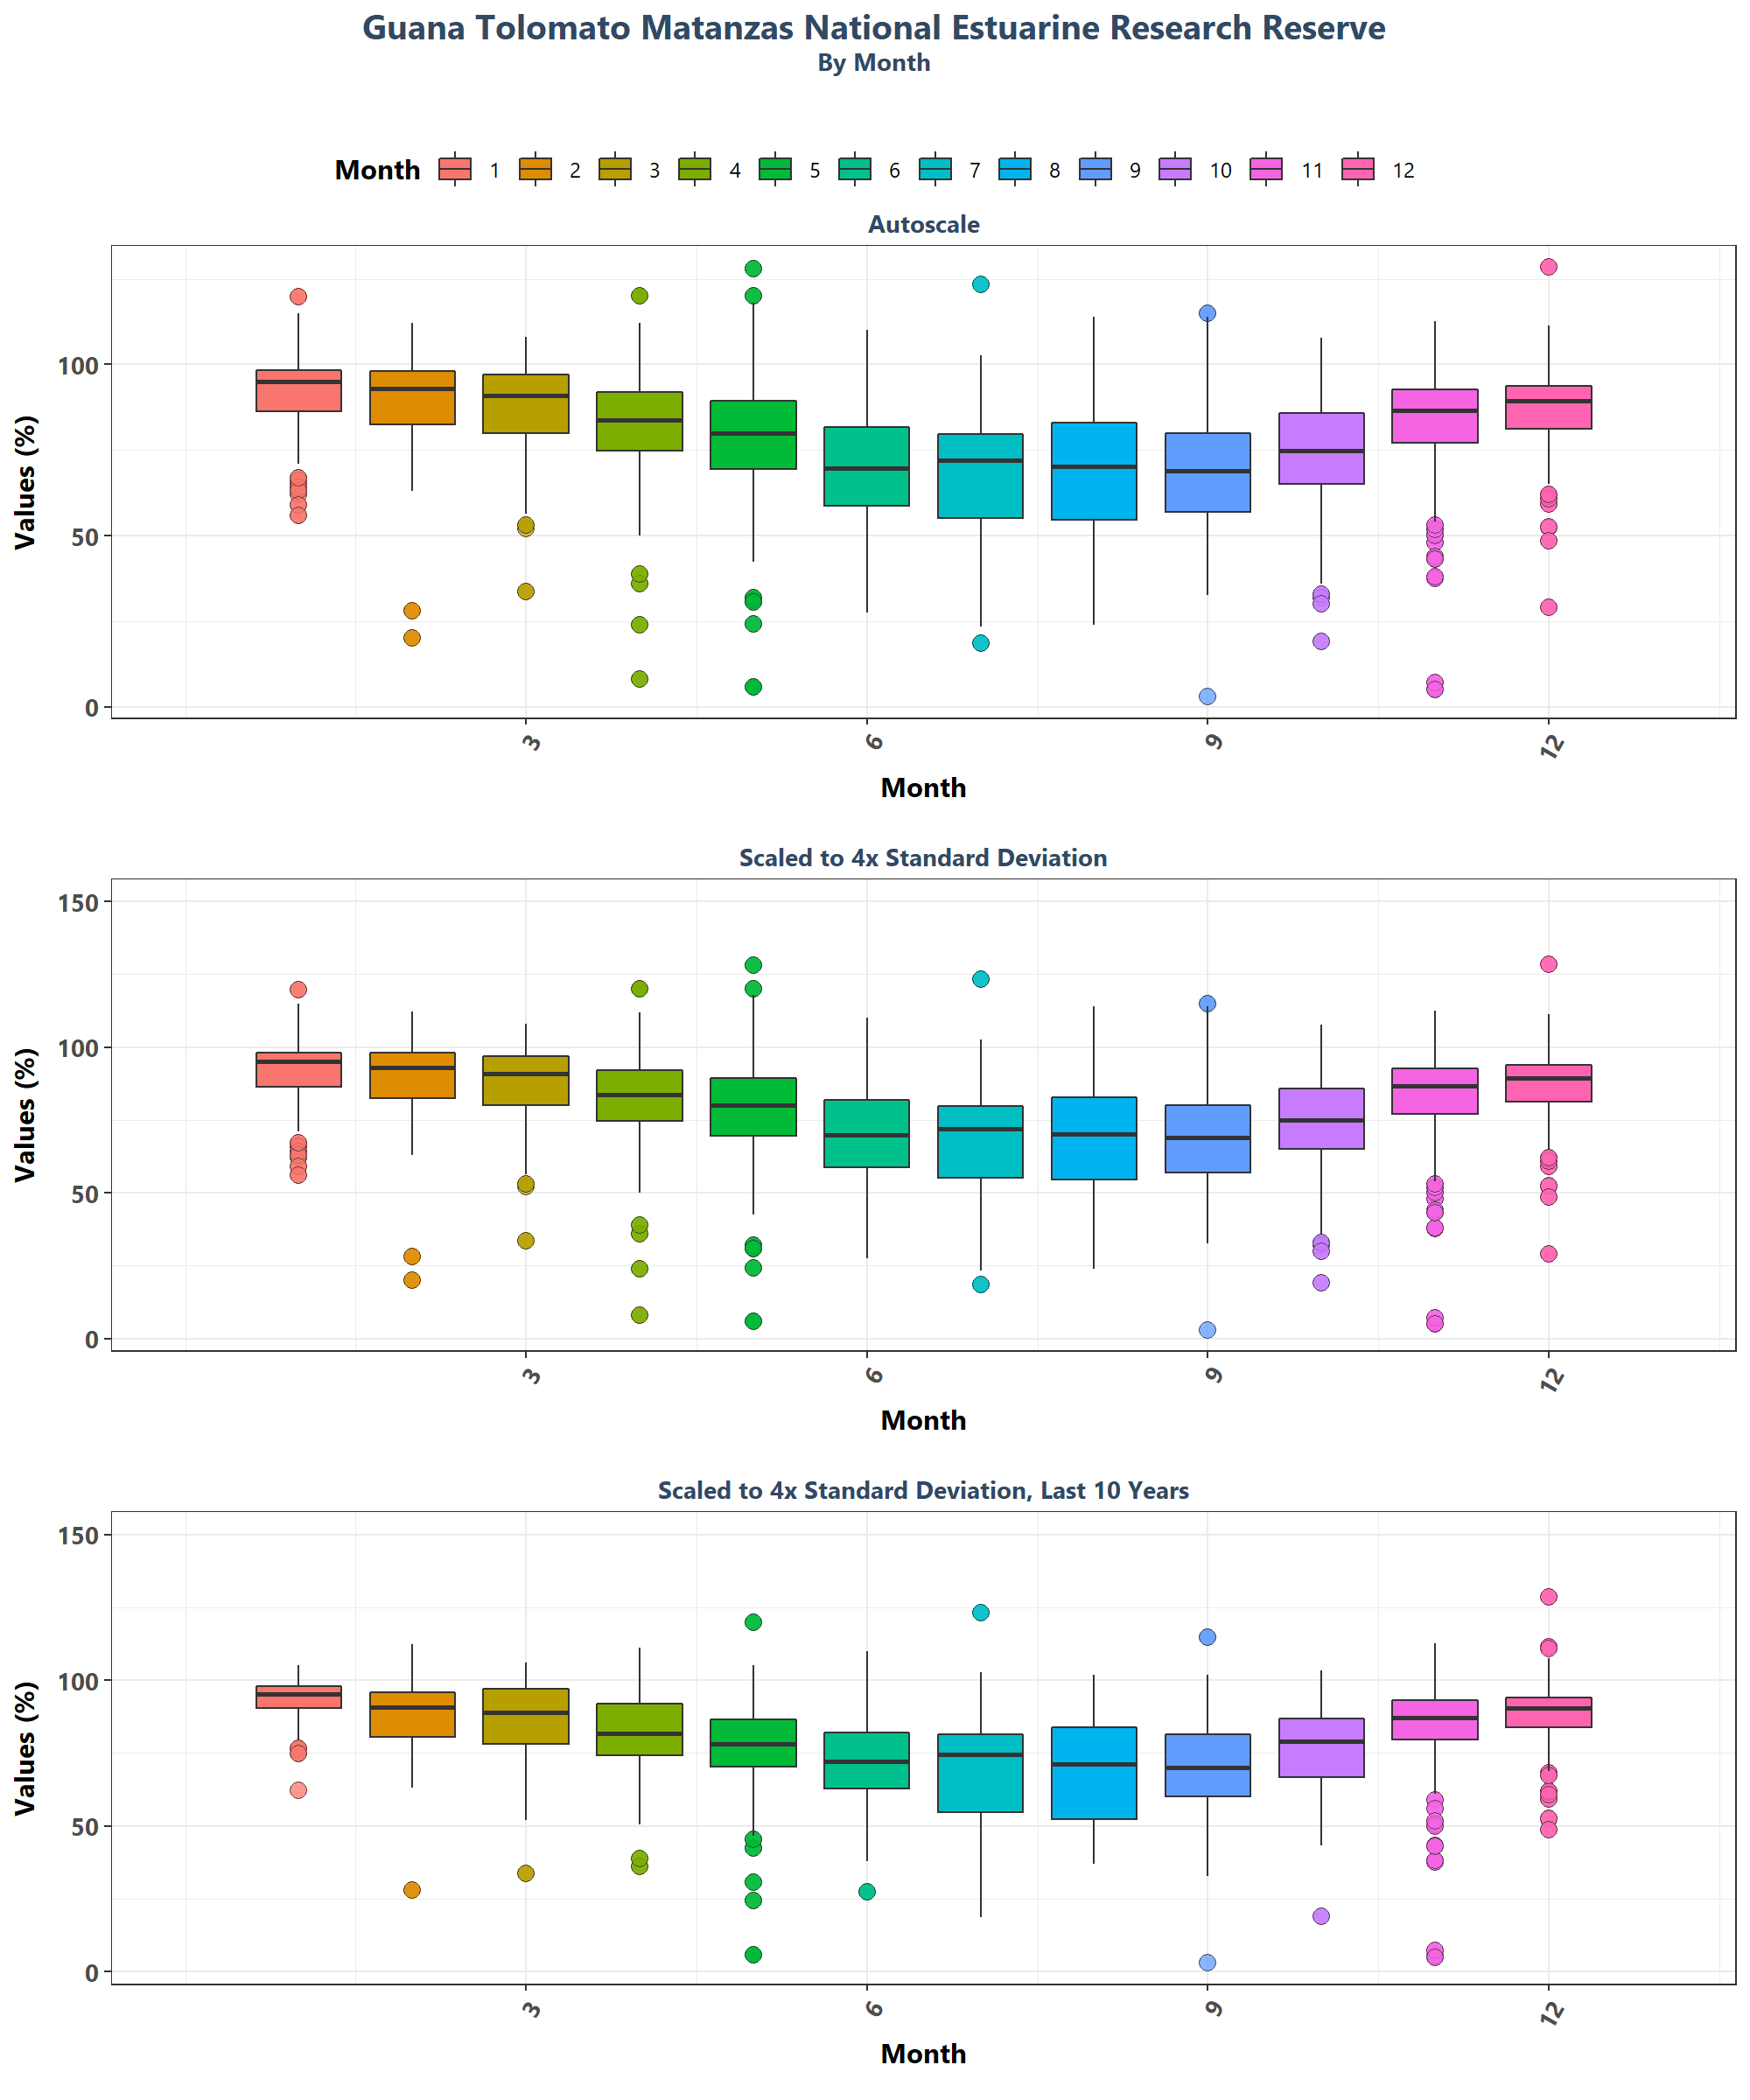 Guana Tolomato Matanzas National Estuarine Research Reserve
By Month
Month 1 2 3 4 5 6 7 8 9 10 11 12
Autoscale
Values (%)
100
50
0
3 6 9 12
Month
Scaled to 4x Standard Deviation
Values (%)
150
100
50
0
3 6 9 12
Month
Scaled to 4x Standard Deviation, Last 10 Years
Values (%)
150
100
50
0
3 6 9 12
Month